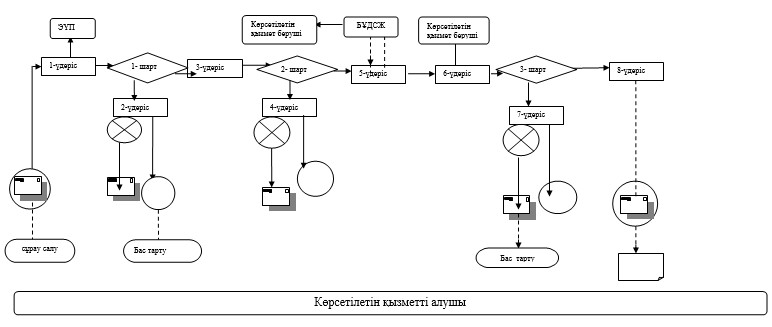 ЭҮП
Көрсетілетін
қызмет беруші
БҰДСЖ
Көрсетілетін
қызмет беруші
1-үдеріс
1- шарт
3-үдеріс
2- шарт
5-үдеріс
6-үдеріс
3- шарт
8-үдеріс
2-үдеріс
4-үдеріс
7-үдеріс
сұрау салу
Бас тарту
Бас тарту
Көрсетілетін қызметті алушы